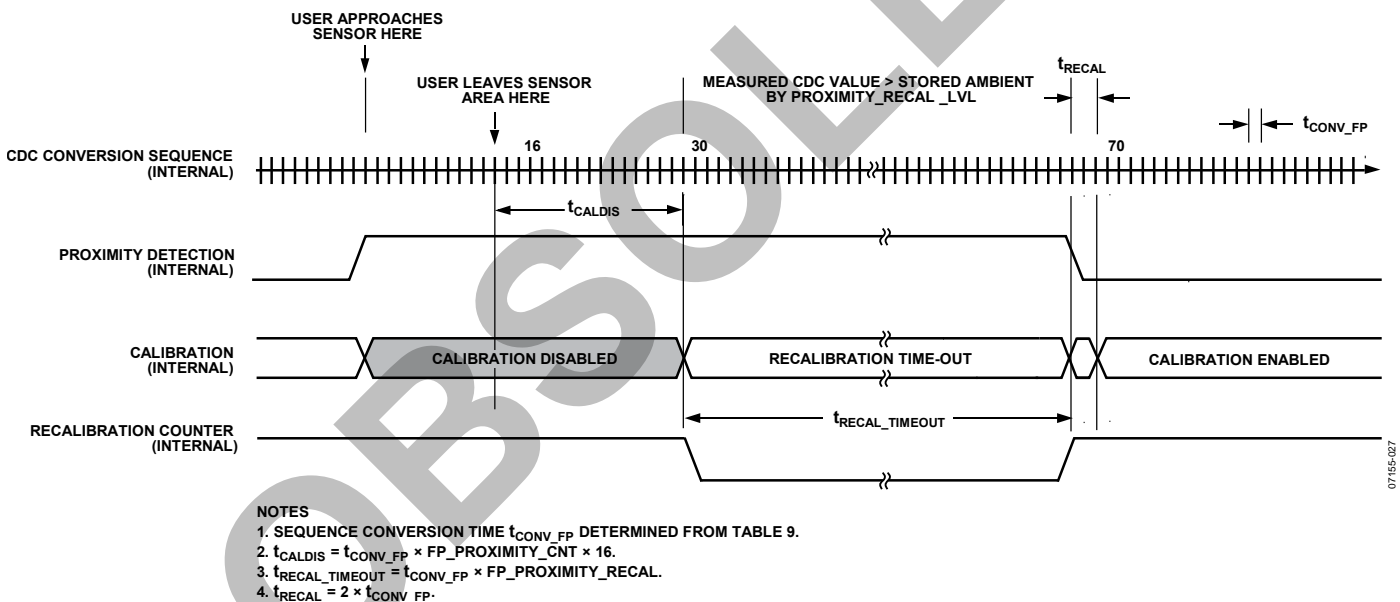 USER APPROACHES
SENSOR HERE
USER LEAVES SENSOR
AREA HERE
MEASURED CDC VALUE > STORED AMBIENT
BY PROXIMITY_RECAL _LVL
tRECAL
tCONV_FP
CDC CONVERSION SEQUENCE
(INTERNAL)
16
30
70
tCALDIS
PROXIMITY DETECTION
(INTERNAL)
CALIBRATION
(INTERNAL)
CALIBRATION DISABLED
RECALIBRATION TIME-OUT
CALIBRATION ENABLED
tRECAL_TIMEOUT
RECALIBRATION COUNTER
(INTERNAL)
07155-027
NOTES
1. SEQUENCE CONVERSION TIME tCONV_FP DETERMINED FROM TABLE 9.
2. tCALDIS = tCONV_FP × FP_PROXIMITY_CNT × 16.
3. tRECAL_TIMEOUT = tCONV_FP × FP_PROXIMITY_RECAL.
4. tRECAL = 2 × tCONV_FP.
OBSOLE